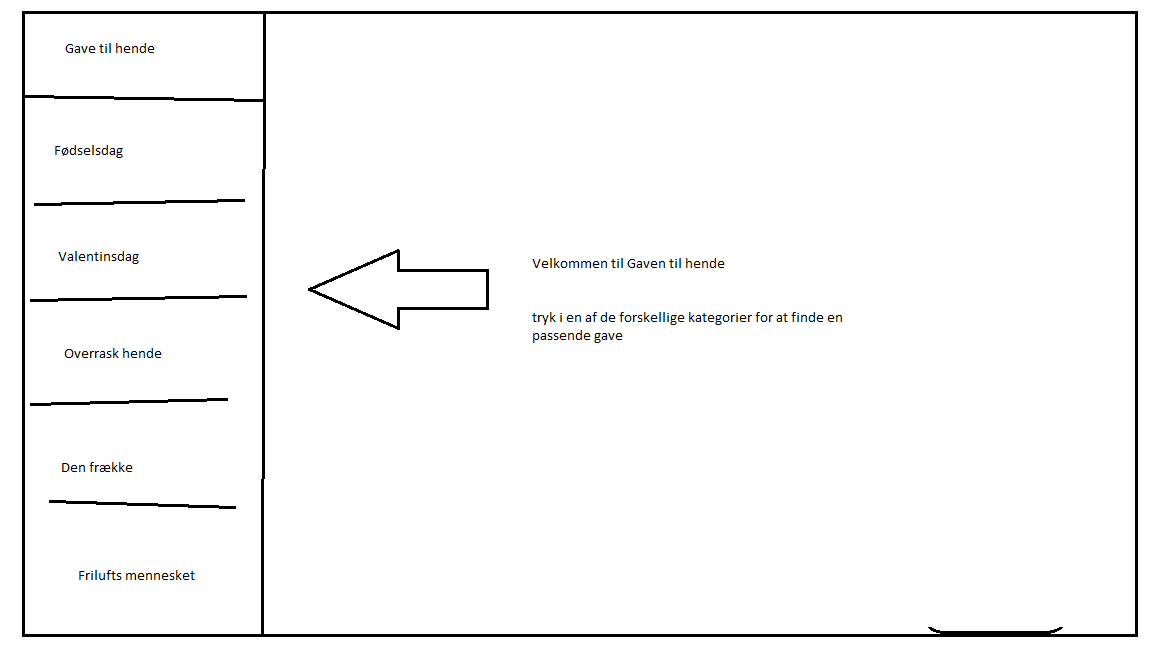 Gave til hende
Fødselsdag
Valentinsdag
Overrask hende
Den frække
Frilufts mennesket
Velkommen til Gaven til hende
tryk i en af de forskellige kategorier for at finde en
passende gave